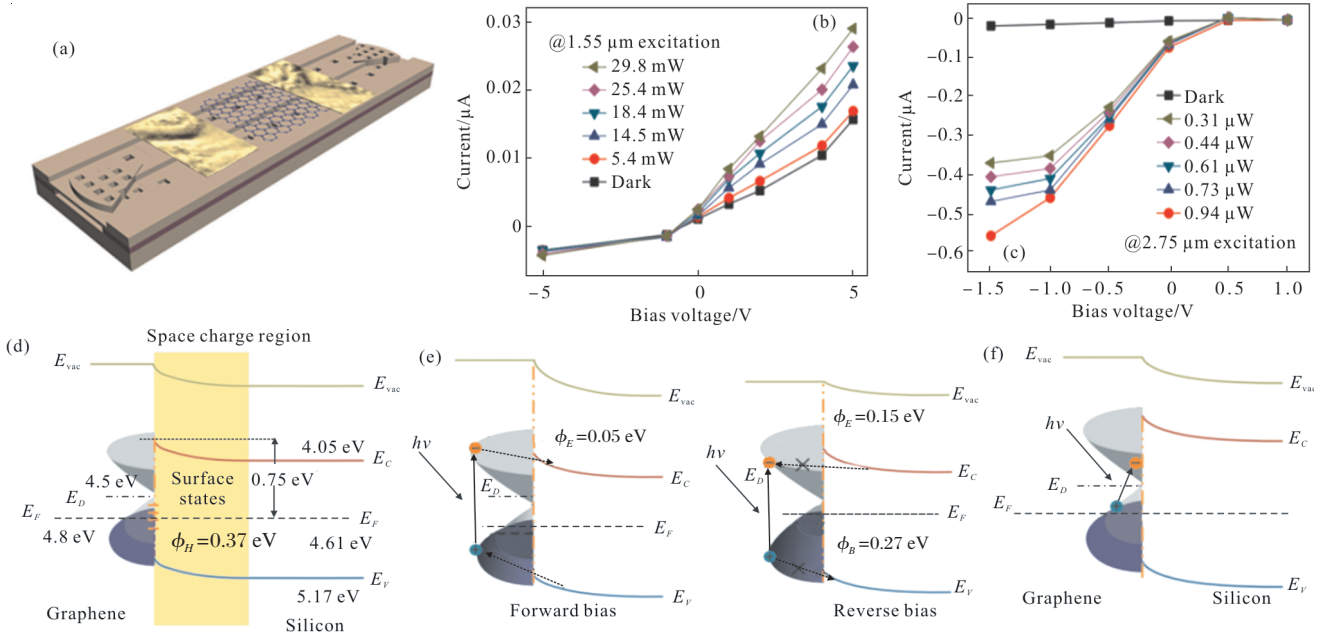 (a)
(b)
@1.55 μm excitation
29.8 mW
25.4 mW
18.4 mW
14.5 mW
5.4 mW
Dark
Current/μA
0.03
0.02
0.01
0
−5
0
5
Bias voltage/V
Current/μA
0
−0.1
−0.2
−0.3
−0.4
−0.5
−0.6
Dark
0.31 μW
0.44 μW
0.61 μW
0.73 μW
0.94 μW
(c)
@2.75 μm excitation
−1.5
−1.0
−0.5
0
0.5
1.0
Bias voltage/V
(d)
Space charge region
Evac
Evac
4.05 eV
EC
0.75 eV
4.5 eV
Surface
states
ED
EF
EF
4.8 eV
ϕH=0.37 eV
4.61 eV
EV
5.17 eV
Graphene
Silicon
(e)
Evac
hν
ϕE=0.05 eV
EC
ED
EF
EV
Forward bias
Evac
ϕE=0.15 eV
hν
ED
EC
EF
ϕB=0.27 eV
EV
Reverse bias
(f)
Evac
Evac
hν
EC
ED
EF
EV
Graphene
Silicon